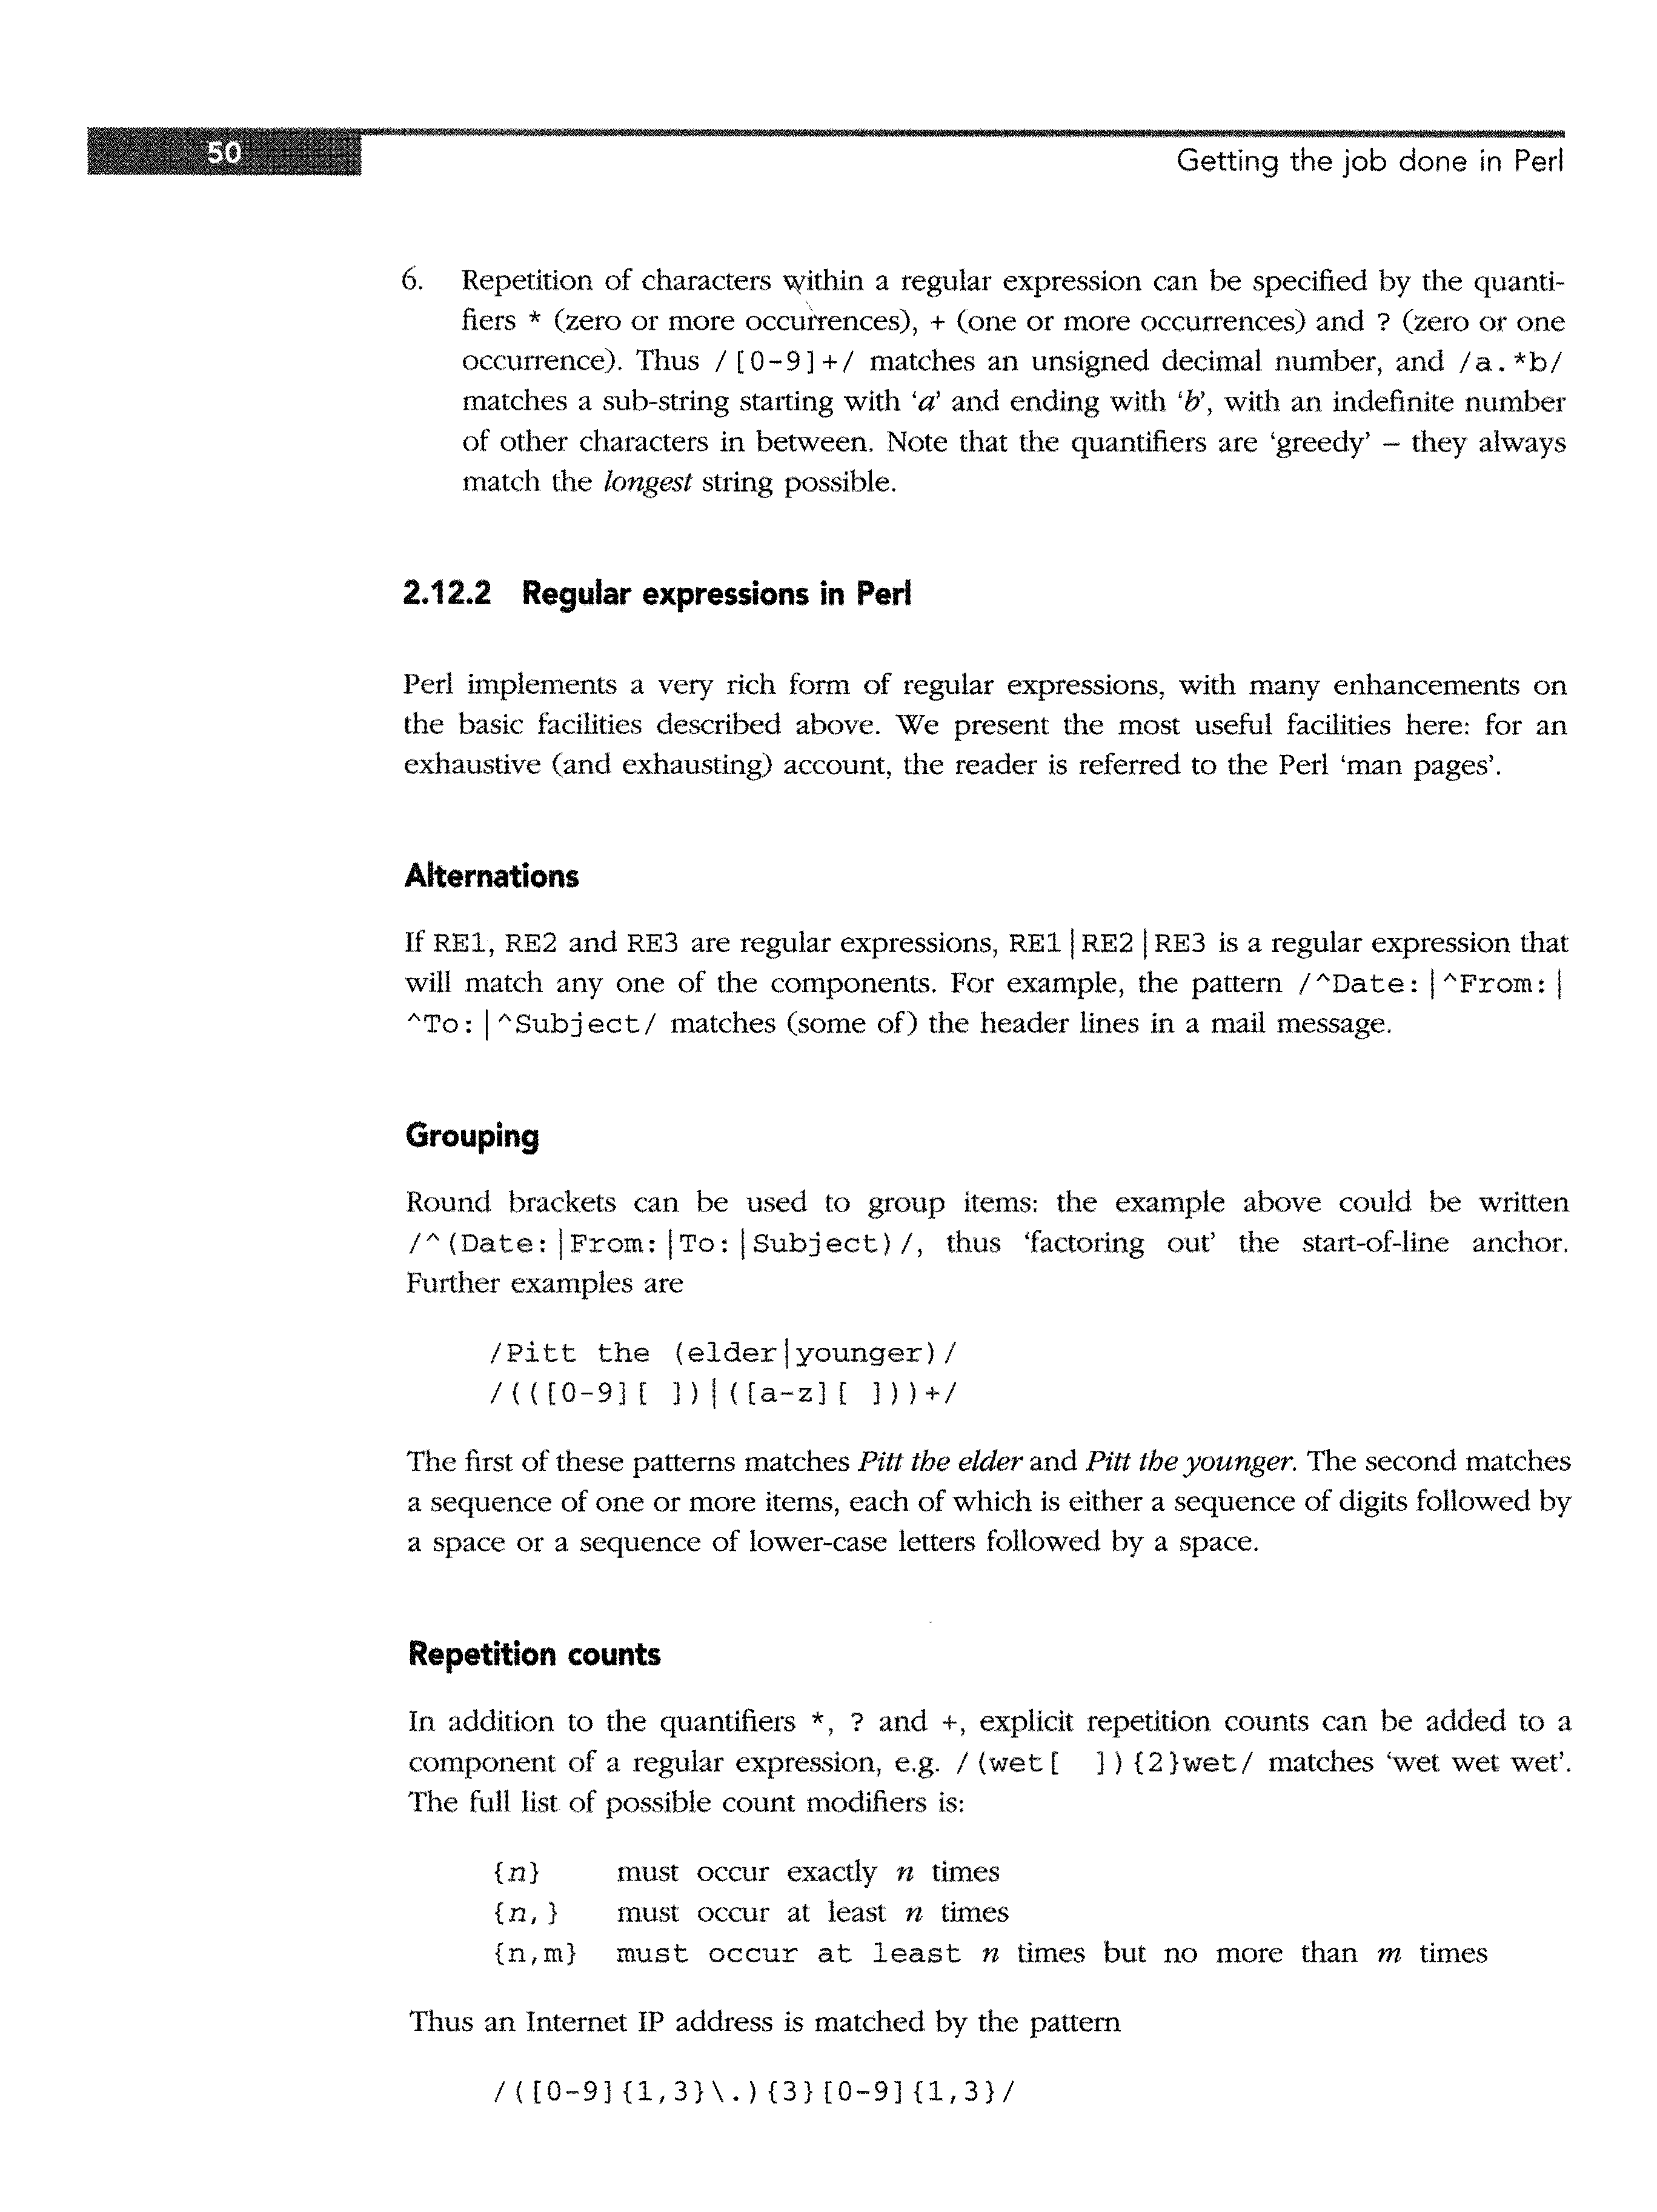 50
Getting the job done in Perl
6. Repetition of characters within a regular expression can be specified by the quanti-
fiers * (zero or more occurrences), + (one or more occurrences) and ? (zero or one
occurrence). Thus /[0-9]+/ matches an unsigned decimal number, and /a.*b/
matches a sub-string starting with ‘a’ and ending with ‘b’, with an indefinite number
of other characters in between. Note that the quantifiers are ‘greedy’ – they always
match the longest string possible.
2.12.2 Regular expressions in Perl
Perl implements a very rich form of regular expressions, with many enhancements on
the basic facilities described above. We present the most useful facilities here: for an
exhaustive (and exhausting) account, the reader is referred to the Perl ‘man pages’.
Alternations
If RE1, RE2 and RE3 are regular expressions, RE1|RE2|RE3 is a regular expression that
will match any one of the components. For example, the pattern /^Date:|^From:|
^To:|^Subject/ matches (some of) the header lines in a mail message.
Grouping
Round brackets can be used to group items: the example above could be written
/^(Date:|From:|To:|Subject)/, thus ‘factoring out’ the start-of-line anchor.
Further examples are
/Pitt the (elder|younger)/
/(([0-9][ ])|([a-z][ ]))+/
The first of these patterns matches Pitt the elder and Pitt the younger. The second matches
a sequence of one or more items, each of which is either a sequence of digits followed by
a space or a sequence of lower-case letters followed by a space.
Repetition counts
In addition to the quantifiers *, ? and +, explicit repetition counts can be added to a
component of a regular expression, e.g. /(wet[ ]){2}wet/ matches ‘wet wet wet’.
The full list of possible count modifiers is:
{n} must occur exactly n times
{n,} must occur at least n times
{n,m} must occur at least n times but no more than m times
Thus an Internet IP address is matched by the pattern
/([0-9]{1,3}\.){3}[0-9]{1,3}/